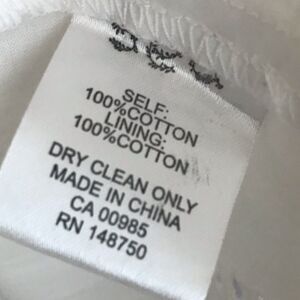 SELF:
100%COTTON
LINING:
100%COTTON
DRY CLEAN ONLY
MADE IN CHINA
CA 00985
RN 148750